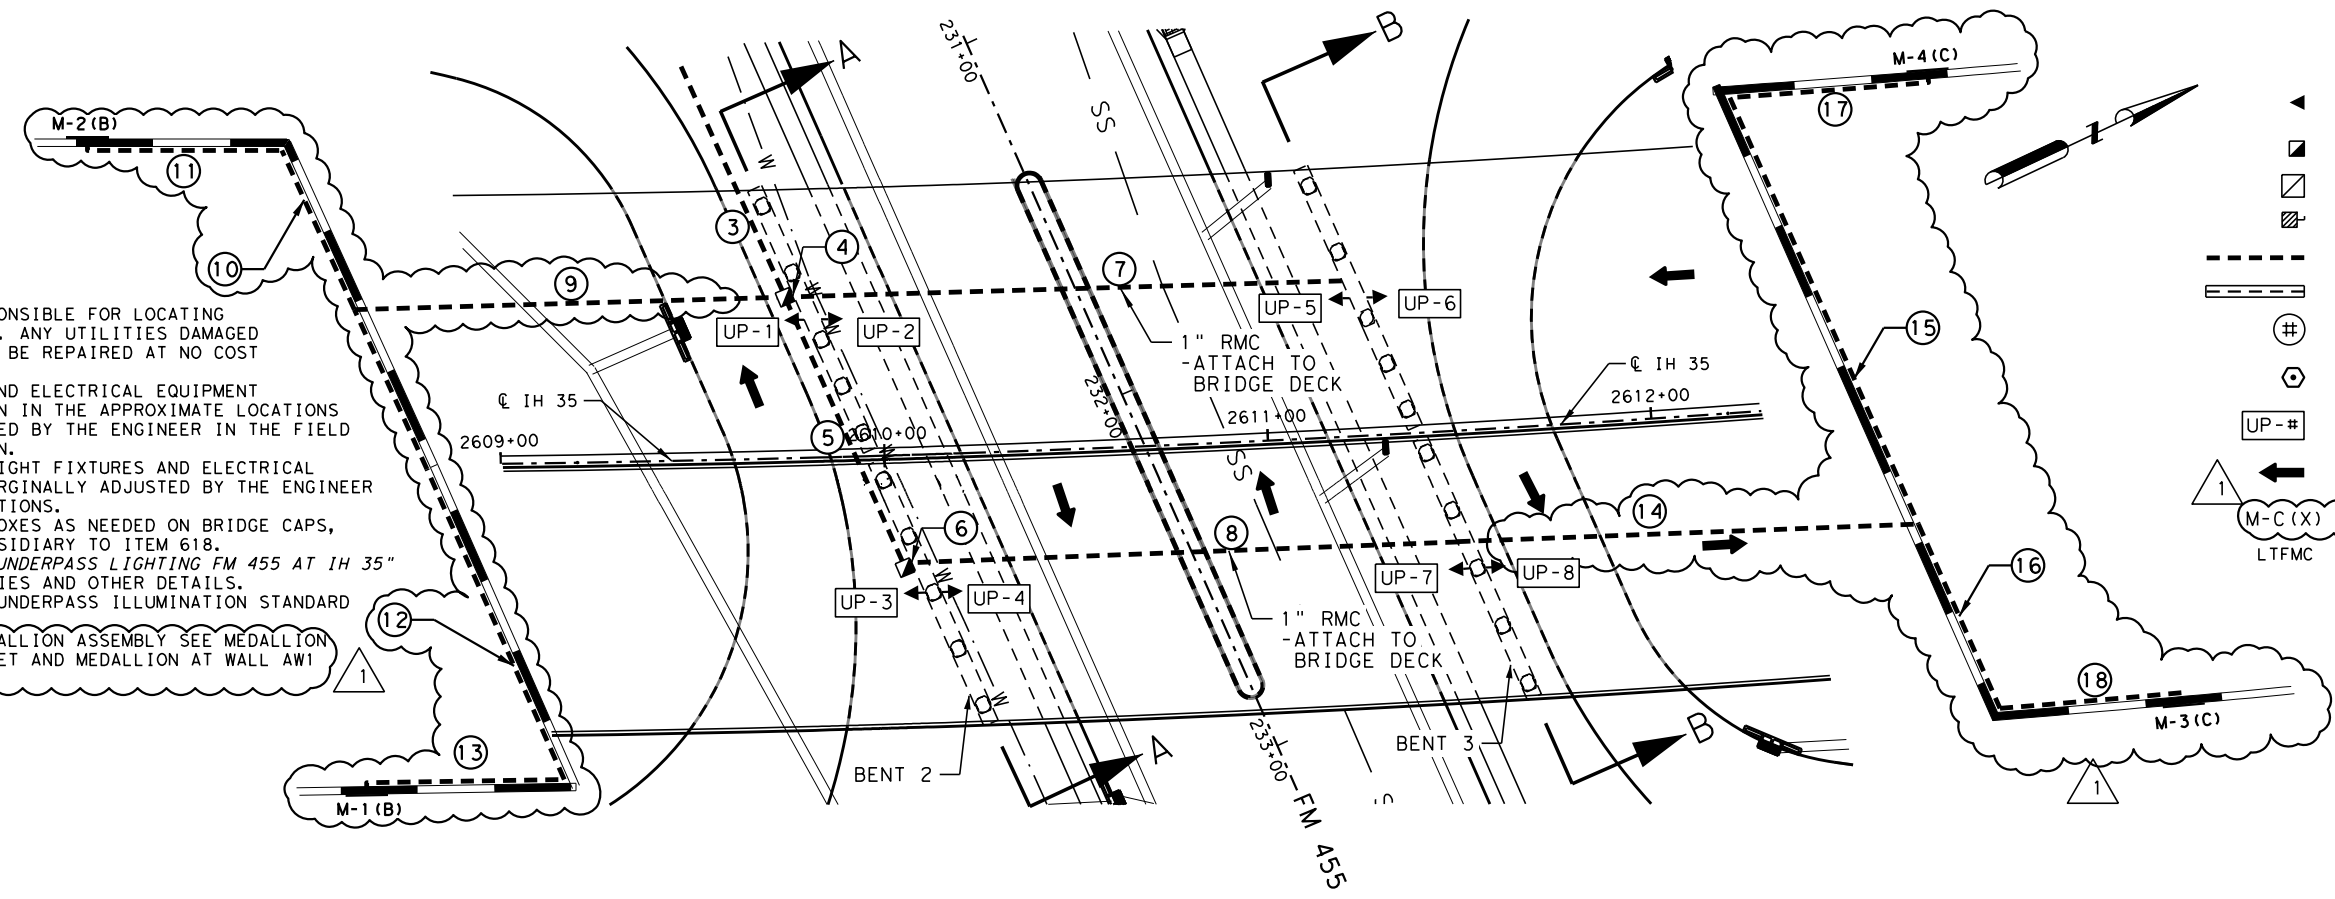 M-2(B)
11
10
9
3
4
7
UP-1
UP-2
UP-5
UP-6
5
6
8
UP-3
UP-4
UP-7
UP-8
14
15
16
17
18
12
13
M-1(B)
M-4(C)
M-3(C)
A
B
A
B
231+00
232+00
233+00
FM 455
SS
SS
W
W
W
W
W
W
1" RMC
-ATTACH TO
BRIDGE DECK
1" RMC
-ATTACH TO
BRIDGE DECK
℄ IH 35
℄ IH 35
2609+00
2610+00
2611+00
2612+00
BENT 2
BENT 3
N
ONSIBLE FOR LOCATING
. ANY UTILITIES DAMAGED
BE REPAIRED AT NO COST
ND ELECTRICAL EQUIPMENT
N IN THE APPROXIMATE LOCATIONS
ED BY THE ENGINEER IN THE FIELD
N.
IGHT FIXTURES AND ELECTRICAL
RGINALLY ADJUSTED BY THE ENGINEER
TIONS.
OXES AS NEEDED ON BRIDGE CAPS,
SIDIARY TO ITEM 618.
UNDERPASS LIGHTING FM 455 AT IH 35"
IES AND OTHER DETAILS.
UNDERPASS ILLUMINATION STANDARD
ALLION ASSEMBLY SEE MEDALLION
ET AND MEDALLION AT WALL AW1
1
#
UP-#
1
M-C(X)
LTFMC
1